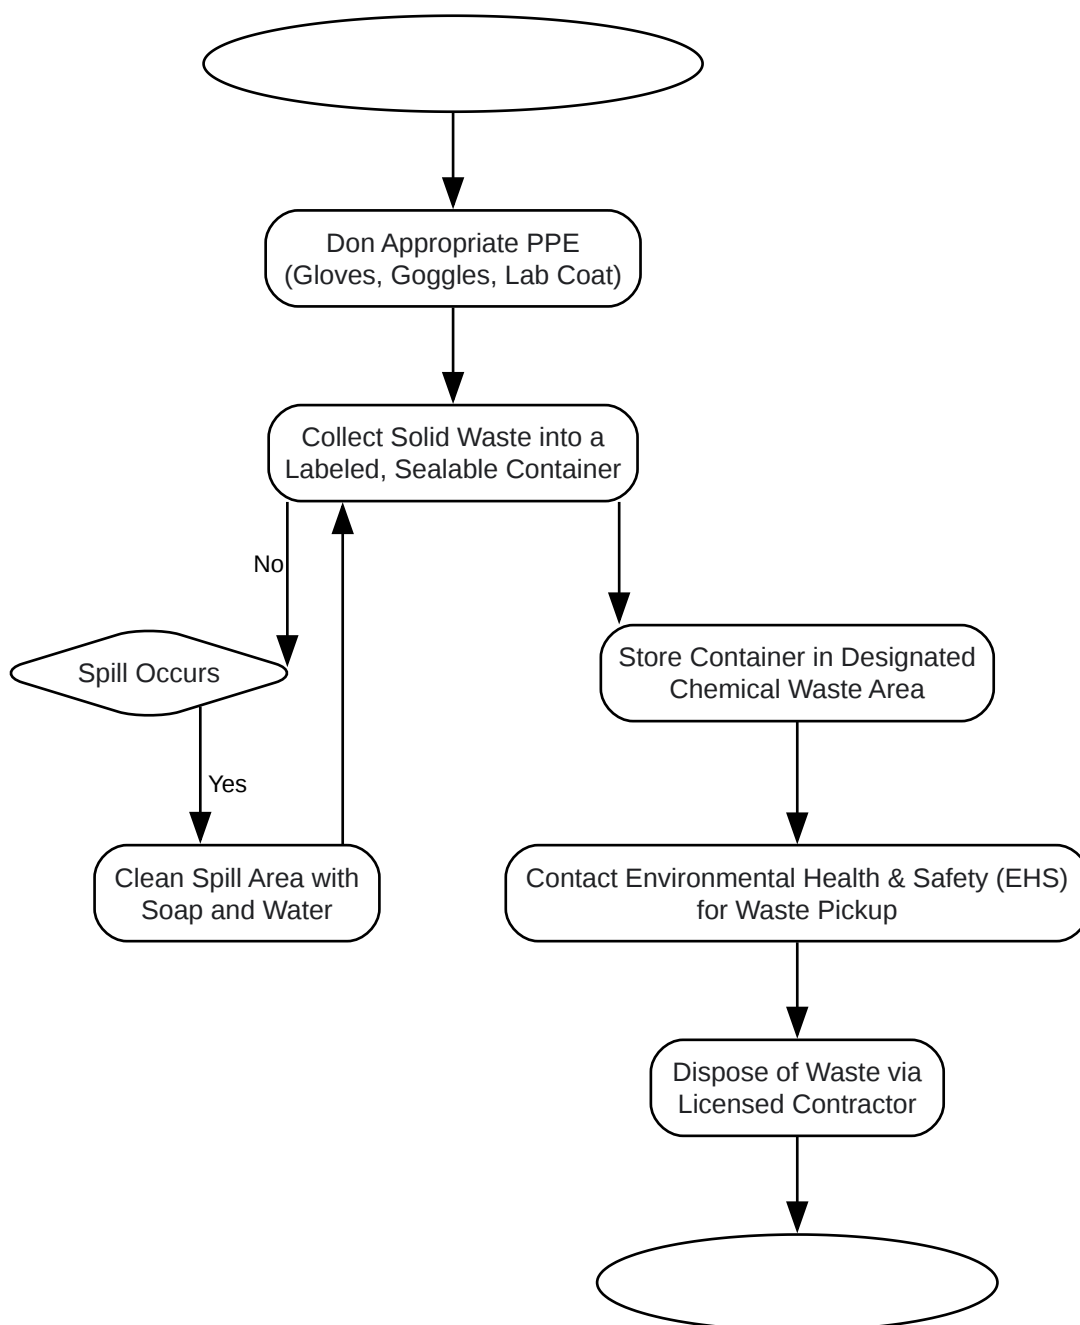 Don Appropriate PPE
(Gloves, Goggles, Lab Coat)
Collect Solid Waste into a
Labeled, Sealable Container
No
Spill Occurs
Store Container in Designated
Chemical Waste Area
Yes
Clean Spill Area with
Soap and Water
Contact Environmental Health & Safety (EHS)
for Waste Pickup
Dispose of Waste via
Licensed Contractor